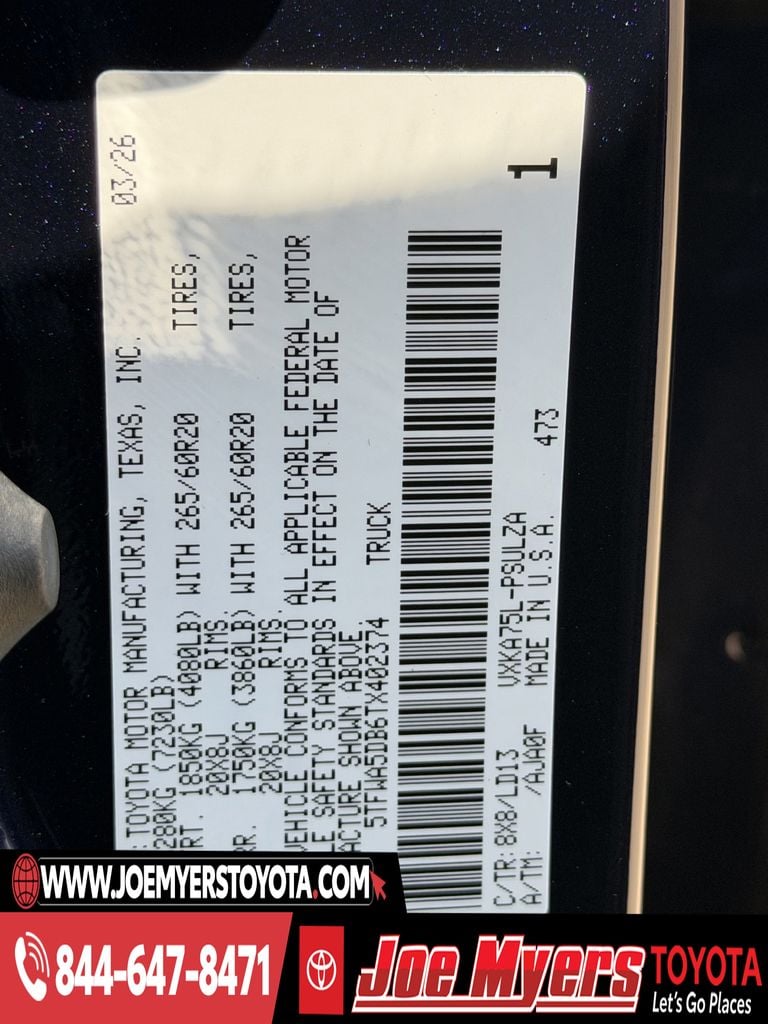 : TOYOTA MOTOR MANUFACTURING, TEXAS, INC. 03/26
280KG (7230LB)
RT. 1850KG (4080LB) WITH 265/60R20 TIRES,
20X8J RIMS.
RR. 1750KG (3860LB) WITH 265/60R20 TIRES,
20X8J RIMS.
VEHICLE CONFORMS TO ALL APPLICABLE FEDERAL MOTOR
LE SAFETY STANDARDS IN EFFECT ON THE DATE OF
ACTURE SHOWN ABOVE.
5TFWA5DB6TX402374 TRUCK
C/TR: 8X8/LD13 VXKA75L-PSULZA
A/TM: /AJA0F MADE IN U.S.A. 473
1
WWW.JOEMYERSTOYOTA.COM
844-647-8471
Joe Myers TOYOTA
Let's Go Places